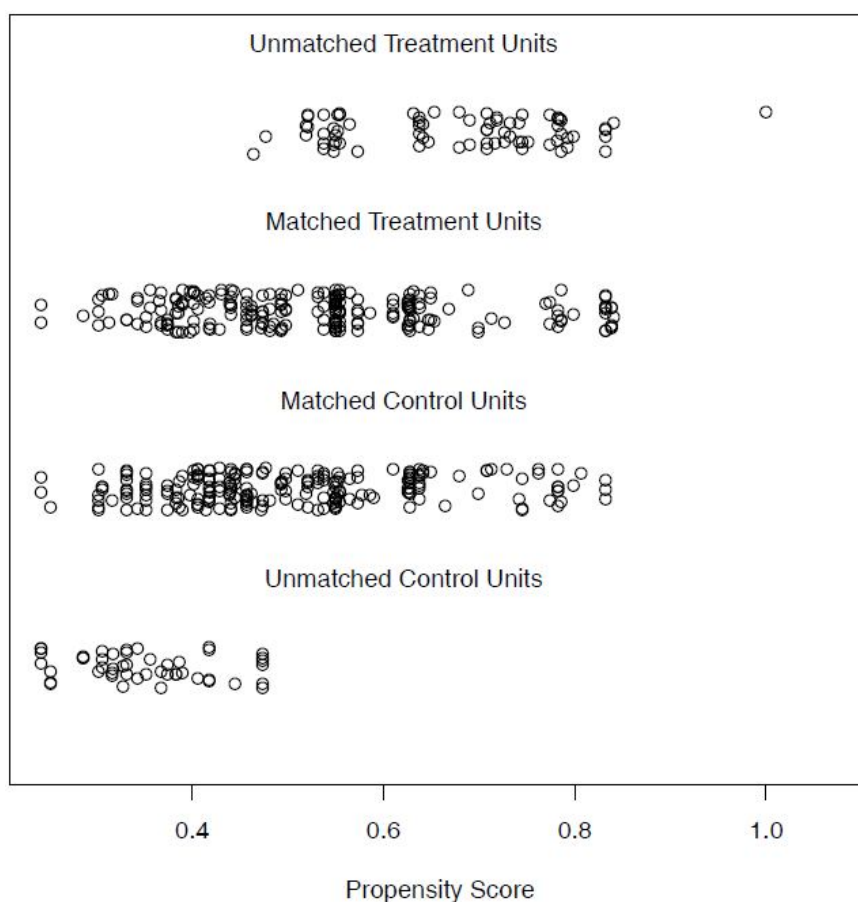 Unmatched Treatment Units
Matched Treatment Units
Matched Control Units
Unmatched Control Units
0.4 0.6 0.8 1.0
Propensity Score